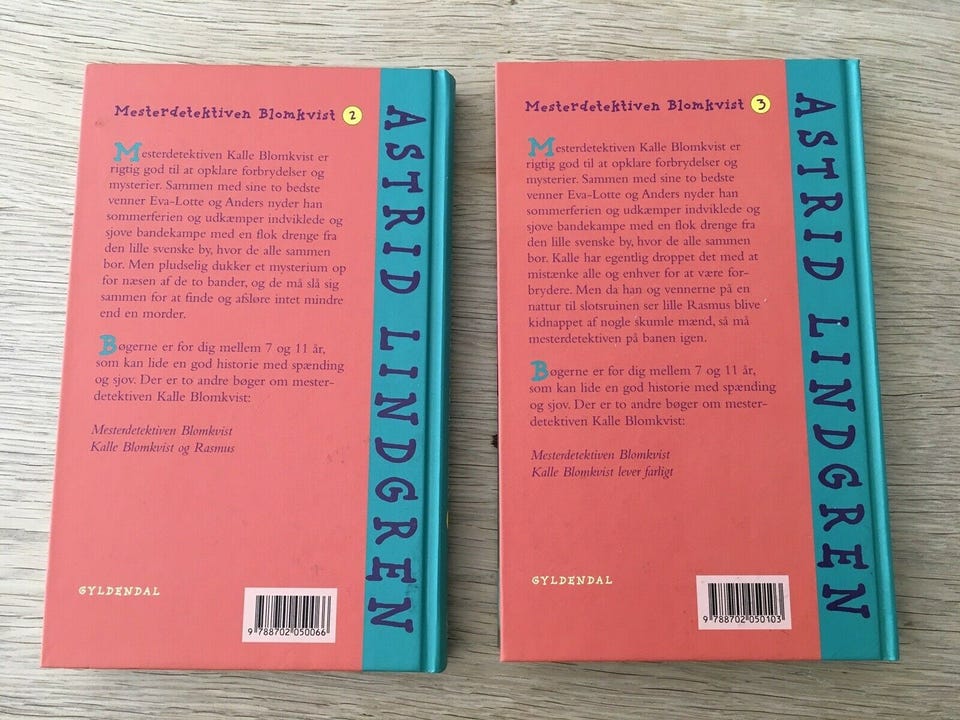 Mesterdetektiven Blomkvist 2
Mesterdetektiven Kalle Blomkvist er
rigtig god til at opklare forbrydelser og
mysterier. Sammen med sine to bedste
venner Eva-Lotte og Anders nyder han
sommerferien og udkæmper indviklede og
sjove bandekampe med en flok drenge fra
den lille svenske by, hvor de alle sammen
bor. Men pludselig dukker et mysterium op
for næsen af de to bander, og de må slå sig
sammen for at finde og afsløre intet mindre
end en morder.
Bøgerne er for dig mellem 7 og 11 år,
som kan lide en god historie med spænding
og sjov. Der er to andre bøger om mester-
detektiven Kalle Blomkvist:
Mesterdetektiven Blomkvist
Kalle Blomkvist og Rasmus
GYLDENDAL
9 788702 050066
ASTRID LINDGREN
Mesterdetektiven Blomkvist 3
Mesterdetektiven Kalle Blomkvist er
rigtig god til at opklare forbrydelser og
mysterier. Sammen med sine to bedste
venner Eva-Lotte og Anders nyder han
sommerferien og udkæmper indviklede og
sjove bandekampe med en flok drenge fra
den lille svenske by, hvor de alle sammen
bor. Kalle har egentlig droppet det med at
mistænke alle og enhver for at være for-
brydere. Men da han og vennerne på en
nattur til slotsruinen ser lille Rasmus blive
kidnappet af nogle skumle mænd, så må
mesterdetektiven på banen igen.
Bøgerne er for dig mellem 7 og 11 år,
som kan lide en god historie med spænding
og sjov. Der er to andre bøger om mester-
detektiven Kalle Blomkvist:
Mesterdetektiven Blomkvist
Kalle Blomkvist lever farligt
GYLDENDAL
9 788702 050103
ASTRID LINDGREN